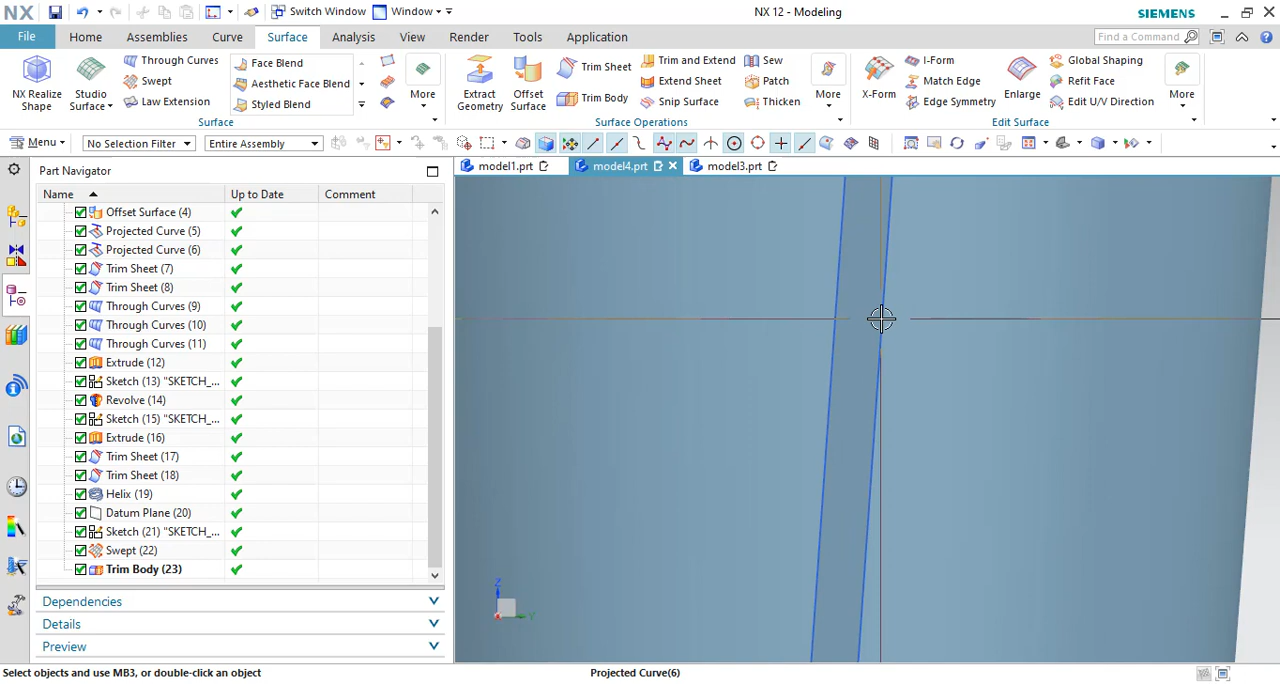 NX
Switch Window
Window
NX 12 - Modeling
SIEMENS
File
Home
Assemblies
Curve
Surface
Analysis
View
Render
Tools
Application
Find a Command
NX Realize Shape
Studio Surface
Through Curves
Swept
Law Extension
Face Blend
Aesthetic Face Blend
Styled Blend
More
Surface
Extract Geometry
Offset Surface
Trim Sheet
Trim Body
Trim and Extend
Extend Sheet
Snip Surface
Sew
Patch
Thicken
More
Surface Operations
X-Form
I-Form
Match Edge
Edge Symmetry
Enlarge
Global Shaping
Refit Face
Edit U/V Direction
More
Edit Surface
Menu
No Selection Filter
Entire Assembly
Part Navigator
model1.prt
model4.prt
model3.prt
Name
Up to Date
Comment
Offset Surface (4)
Projected Curve (5)
Projected Curve (6)
Trim Sheet (7)
Trim Sheet (8)
Through Curves (9)
Through Curves (10)
Through Curves (11)
Extrude (12)
Sketch (13) "SKETCH_...
Revolve (14)
Sketch (15) "SKETCH_...
Extrude (16)
Trim Sheet (17)
Trim Sheet (18)
Helix (19)
Datum Plane (20)
Sketch (21) "SKETCH_...
Swept (22)
Trim Body (23)
Z
Y
Dependencies
Details
Preview
Select objects and use MB3, or double-click an object
Projected Curve(6)